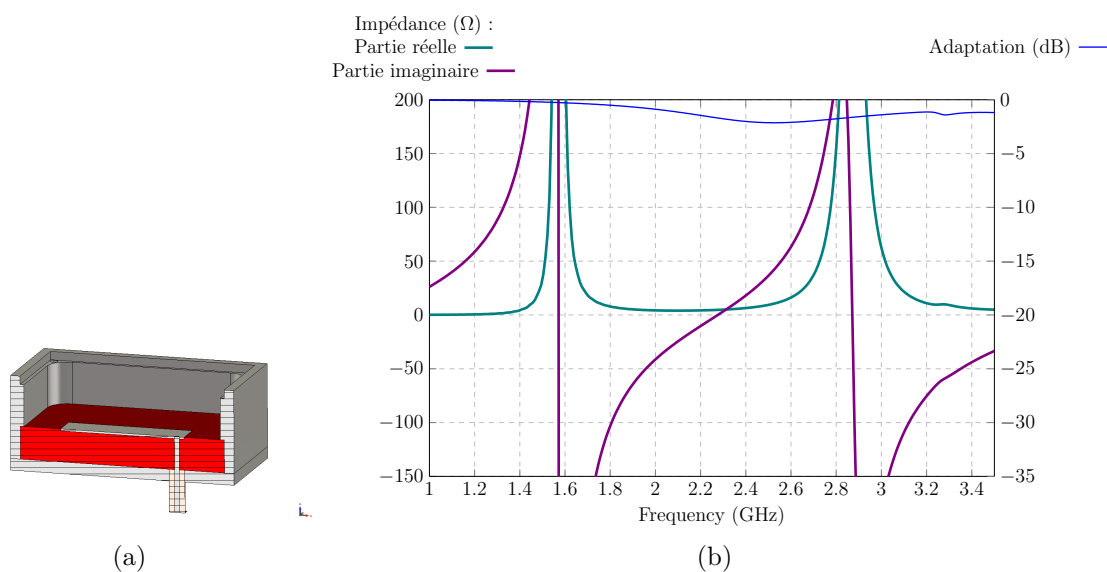 Impédance (Ω) :
Partie réelle
Partie imaginaire
Adaptation (dB)
200
150
100
50
0
−50
−100
−150
0
−5
−10
−15
−20
−25
−30
−35
1 1.2 1.4 1.6 1.8 2 2.2 2.4 2.6 2.8 3 3.2 3.4
Frequency (GHz)
(a) (b)